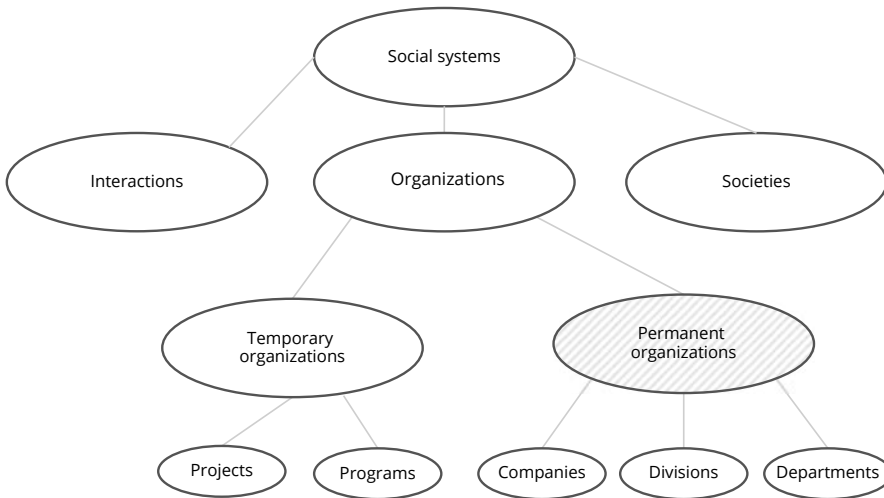 Social systems
Interactions
Organizations
Societies
Temporary
organizations
Permanent
organizations
Projects
Programs
Companies
Divisions
Departments